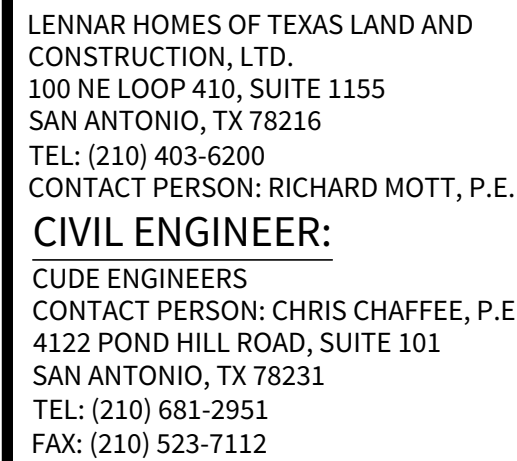 LENNAR HOMES OF TEXAS LAND AND
CONSTRUCTION, LTD.
100 NE LOOP 410, SUITE 1155
SAN ANTONIO, TX 78216
TEL: (210) 403-6200
CONTACT PERSON: RICHARD MOTT, P.E.
CIVIL ENGINEER:
CUDE ENGINEERS
CONTACT PERSON: CHRIS CHAFFEE, P.E
4122 POND HILL ROAD, SUITE 101
SAN ANTONIO, TX 78231
TEL: (210) 681-2951
FAX: (210) 523-7112